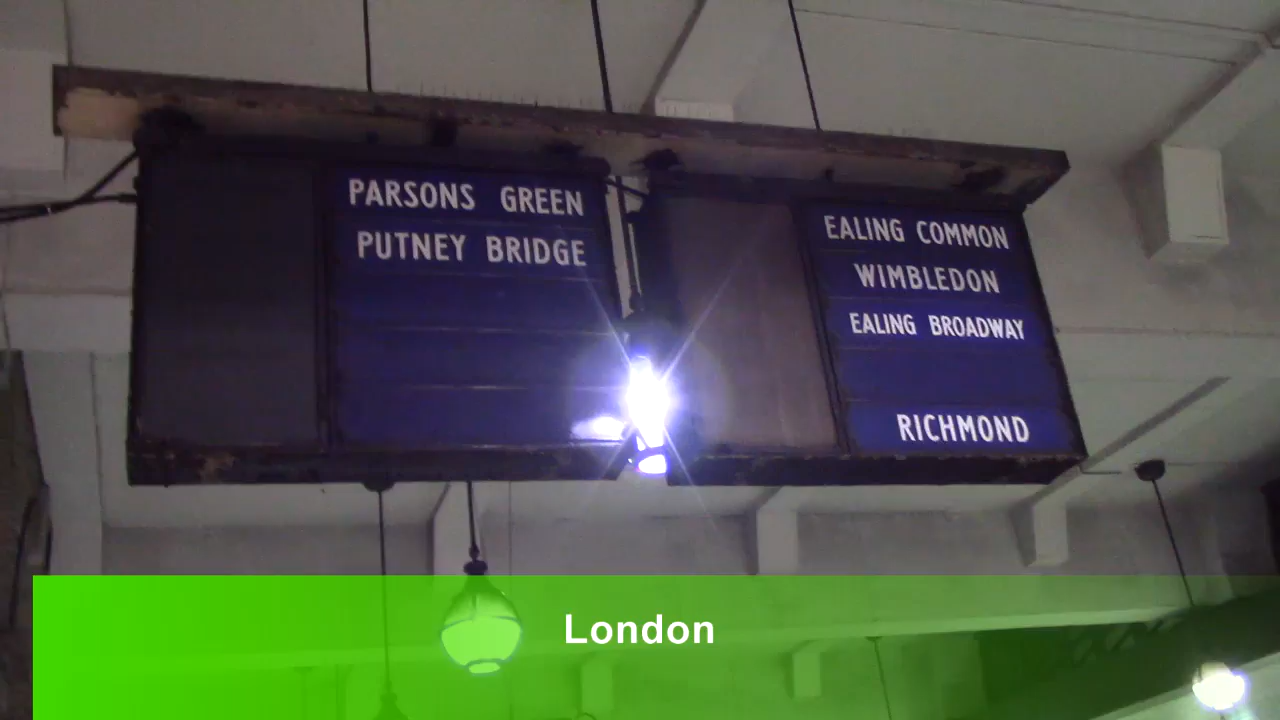 PARSONS GREEN
PUTNEY BRIDGE
EALING COMMON
WIMBLEDON
EALING BROADWAY
RICHMOND
London